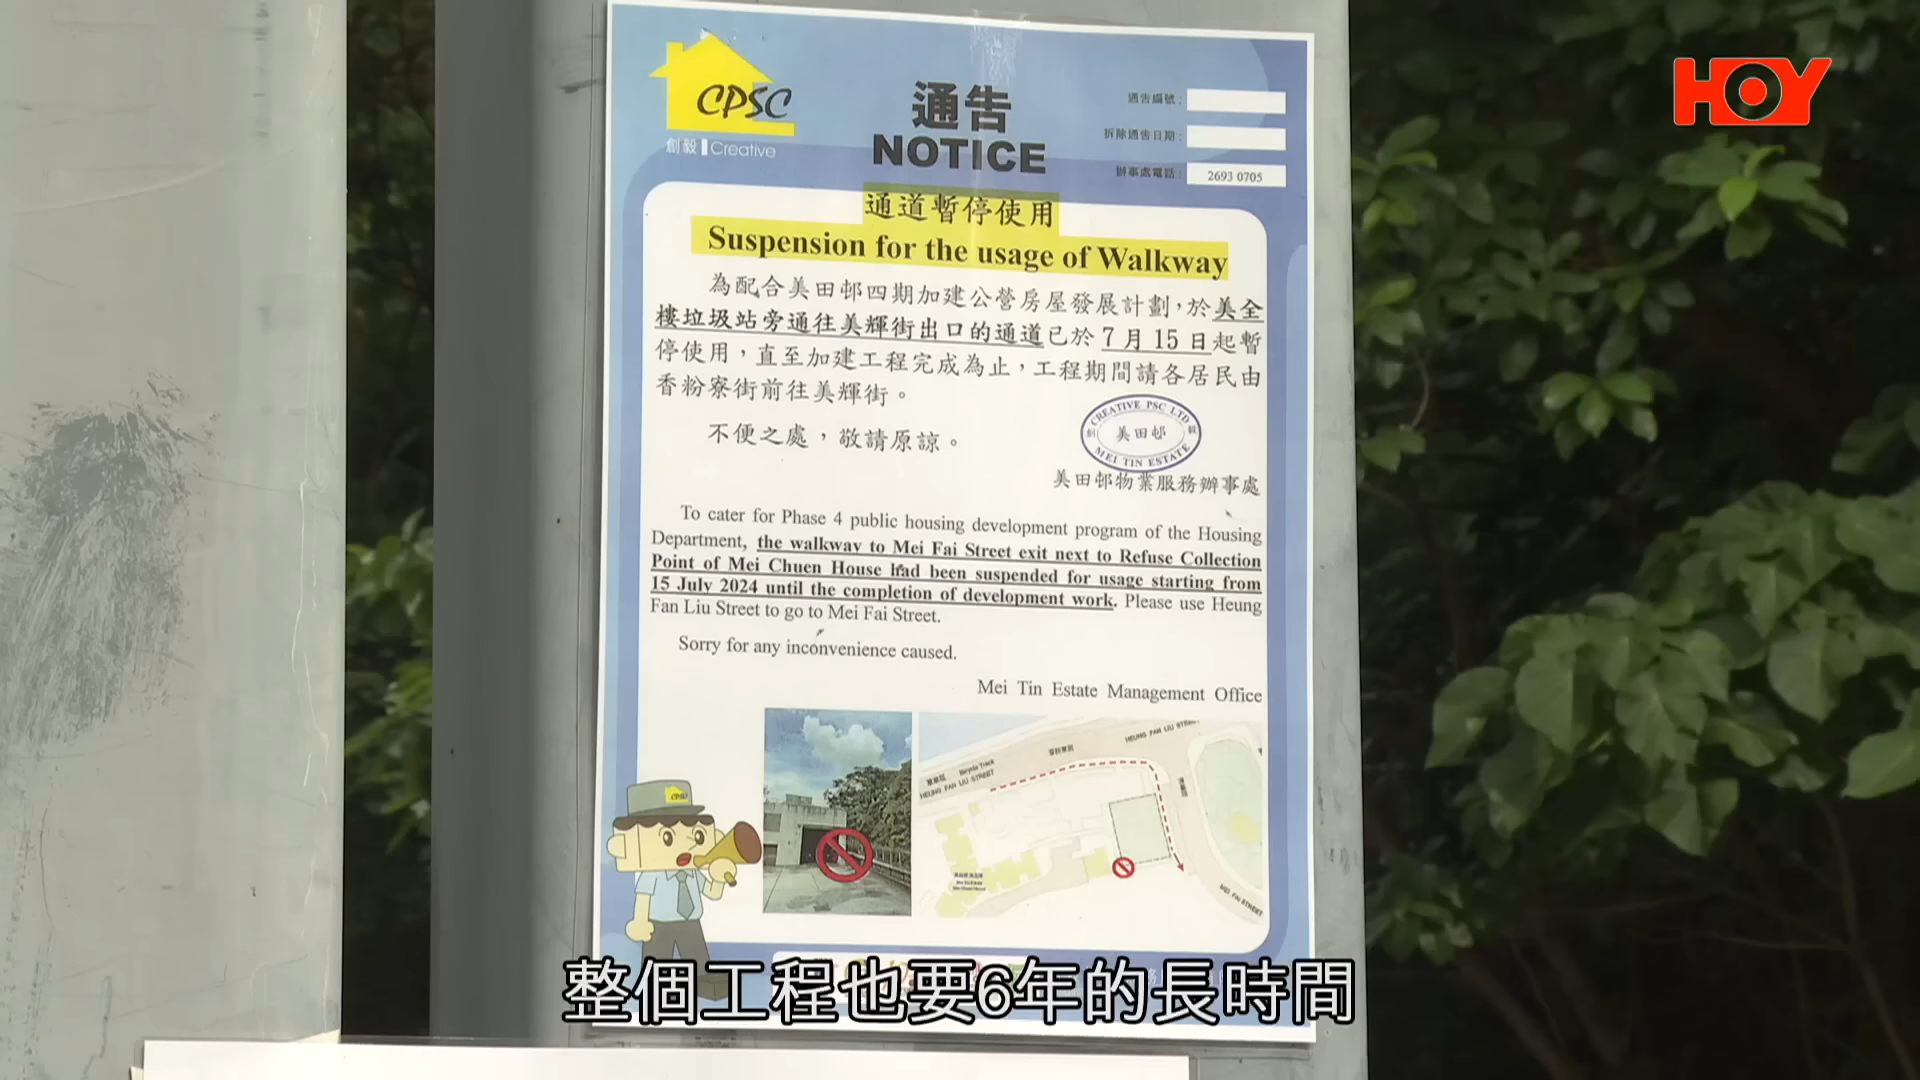 HOY
CPSC
創毅 Creative
通告
NOTICE
通告編號：
拆除通告日期：
辦事處電話： 2693 0705
通道暫停使用
Suspension for the usage of Walkway
為配合美田邨四期加建公營房屋發展計劃，於美全
樓垃圾站旁通往美輝街出口的通道已於 7 月 15 日起暫
停使用，直至加建工程完成為止，工程期間請各居民由
香粉寮街前往美輝街。
不便之處，敬請原諒。
CREATIVE PSC LTD
創 美田邨 毅
MEI TIN ESTATE
美田邨物業服務辦事處
To cater for Phase 4 public housing development program of the Housing
Department, the walkway to Mei Fai Street exit next to Refuse Collection
Point of Mei Chuen House had been suspended for usage starting from
15 July 2024 until the completion of development work. Please use Heung
Fan Liu Street to go to Mei Fai Street.
Sorry for any inconvenience caused.
Mei Tin Estate Management Office
HEUNG FAN LIU STREET
Bicycle Track
HEUNG FAN LIU STREET
MEI FAI STREET
CPSC
整個工程也要6年的長時間